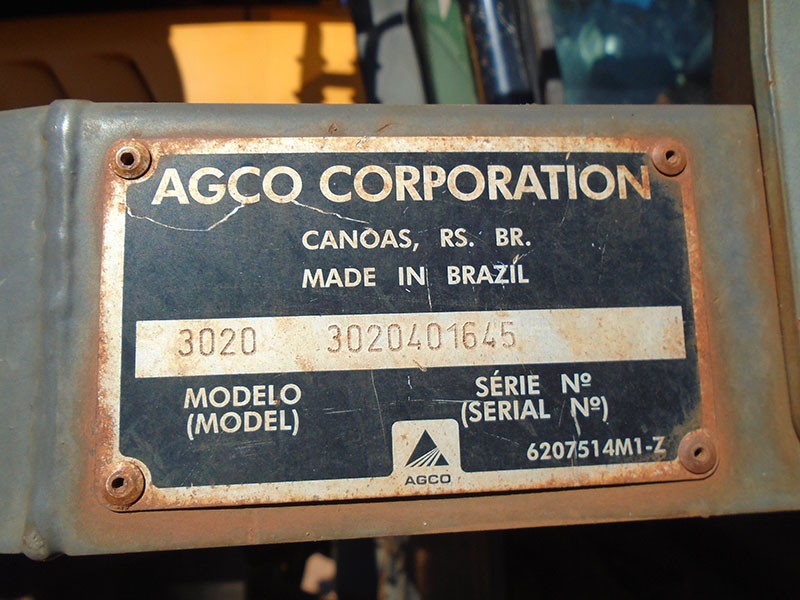 AGCO CORPORATION
CANOAS, RS. BR.
MADE IN BRAZIL
3020 3020401645
MODELO SÉRIE Nº
(MODEL) (SERIAL Nº)
6207514M1-Z
AGCO